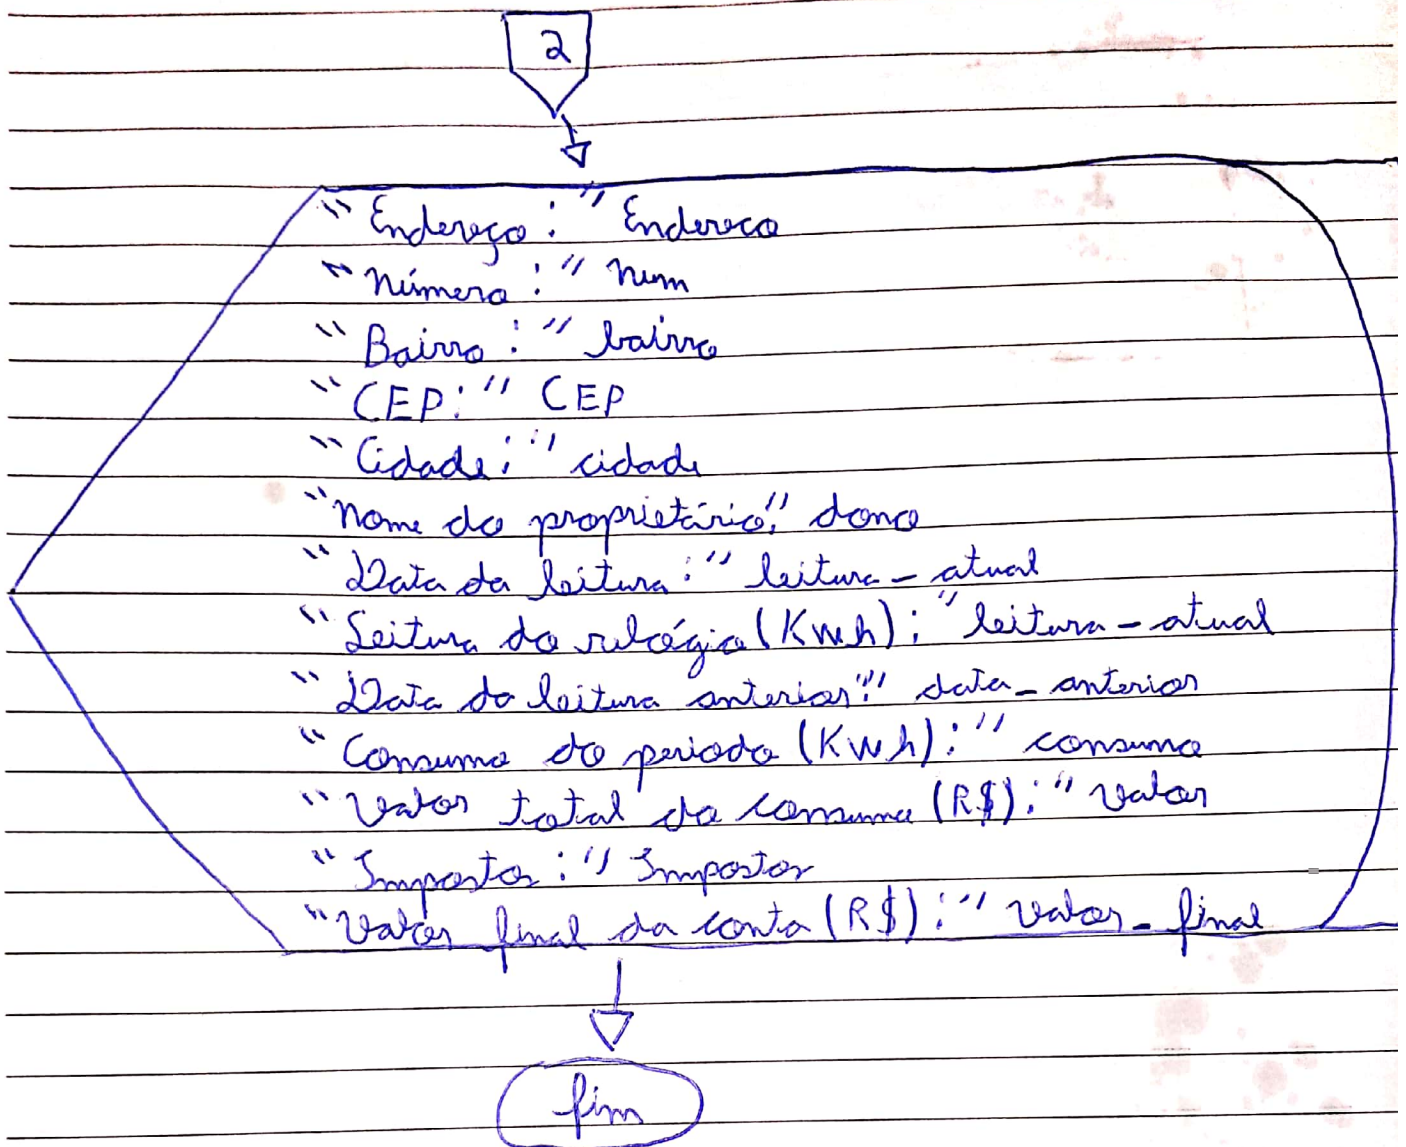 2
"Endereço:" Endereco
"Número:" num
"Bairro:" bairro
"CEP:" CEP
"Cidade:" cidade
"Nome do proprietário:" dono
"Data da leitura:" leitura_atual
"Leitura do relógio (Kwh):" leitura_atual
"Data da leitura anterior:" data_anterior
"Consumo do periodo (Kwh):" consumo
"Valor total do consumo (R$):" valor
"Impostos:" Impostos
"Valor final da conta (R$):" valor_final
fim